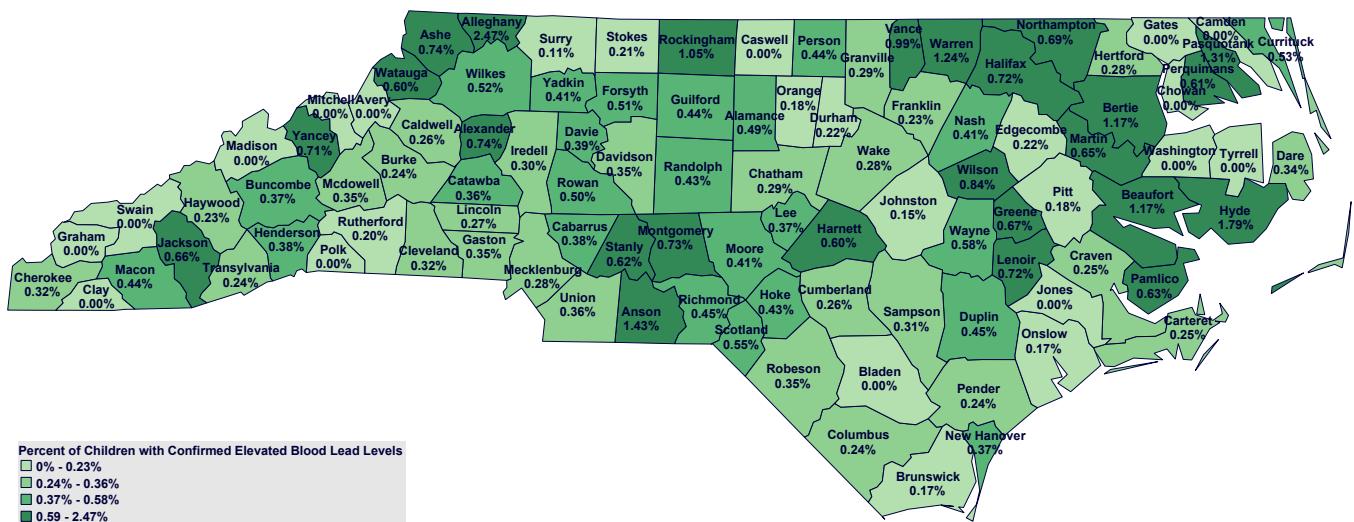 Ashe
0.74%
Alleghany
2.47%
Surry
0.11%
Stokes
0.21%
Rockingham
1.05%
Caswell
0.00%
Person
0.44%
Granville
0.29%
Vance
0.99%
Warren
1.24%
Northampton
0.69%
Halifax
0.72%
Hertford
0.28%
Gates
0.00%
Camden
0.00%
Pasquotank
1.31%
Currituck
0.53%
Perquimans
0.61%
Chowan
0.00%
Watauga
0.60%
Wilkes
0.52%
Yadkin
0.41%
Forsyth
0.51%
Guilford
0.44%
Alamance
0.49%
Orange
0.18%
Durham
0.22%
Franklin
0.23%
Nash
0.41%
Edgecombe
0.22%
Bertie
1.17%
Martin
0.65%
Washington
0.00%
Tyrrell
0.00%
Dare
0.34%
Mitchell
0.00%
Avery
0.00%
Yancey
0.71%
Madison
0.00%
Caldwell
0.26%
Alexander
0.74%
Iredell
0.30%
Davie
0.39%
Davidson
0.35%
Randolph
0.43%
Chatham
0.29%
Wake
0.28%
Wilson
0.84%
Pitt
0.18%
Beaufort
1.17%
Hyde
1.79%
Burke
0.24%
Mcdowell
0.35%
Buncombe
0.37%
Haywood
0.23%
Catawba
0.36%
Rowan
0.50%
Johnston
0.15%
Greene
0.67%
Wayne
0.58%
Swain
0.00%
Graham
0.00%
Jackson
0.66%
Henderson
0.38%
Rutherford
0.20%
Polk
0.00%
Cleveland
0.32%
Lincoln
0.27%
Gaston
0.35%
Cabarrus
0.38%
Stanly
0.62%
Montgomery
0.73%
Moore
0.41%
Lee
0.37%
Harnett
0.60%
Lenoir
0.72%
Craven
0.25%
Pamlico
0.63%
Cherokee
0.32%
Clay
0.00%
Macon
0.44%
Transylvania
0.24%
Mecklenburg
0.28%
Union
0.36%
Anson
1.43%
Richmond
0.45%
Scotland
0.55%
Hoke
0.43%
Cumberland
0.26%
Sampson
0.31%
Duplin
0.45%
Jones
0.00%
Onslow
0.17%
Carteret
0.25%
Robeson
0.35%
Bladen
0.00%
Pender
0.24%
Columbus
0.24%
New Hanover
0.37%
Brunswick
0.17%
Percent of Children with Confirmed Elevated Blood Lead Levels
0% - 0.23%
0.24% - 0.36%
0.37% - 0.58%
0.59 - 2.47%